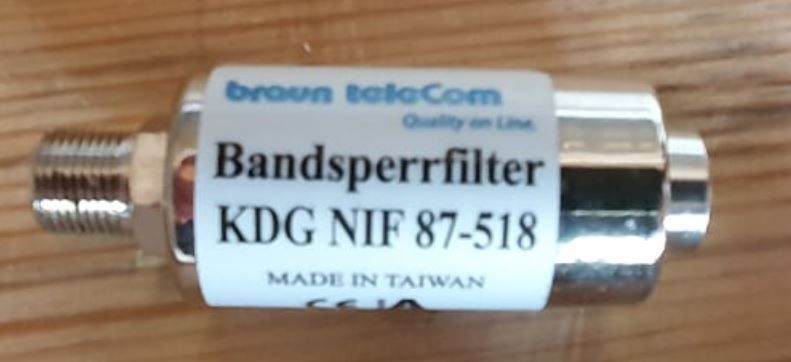 braun teleCom
Quality on Line.
Bandsperrfilter
KDG NIF 87-518
MADE IN TAIWAN